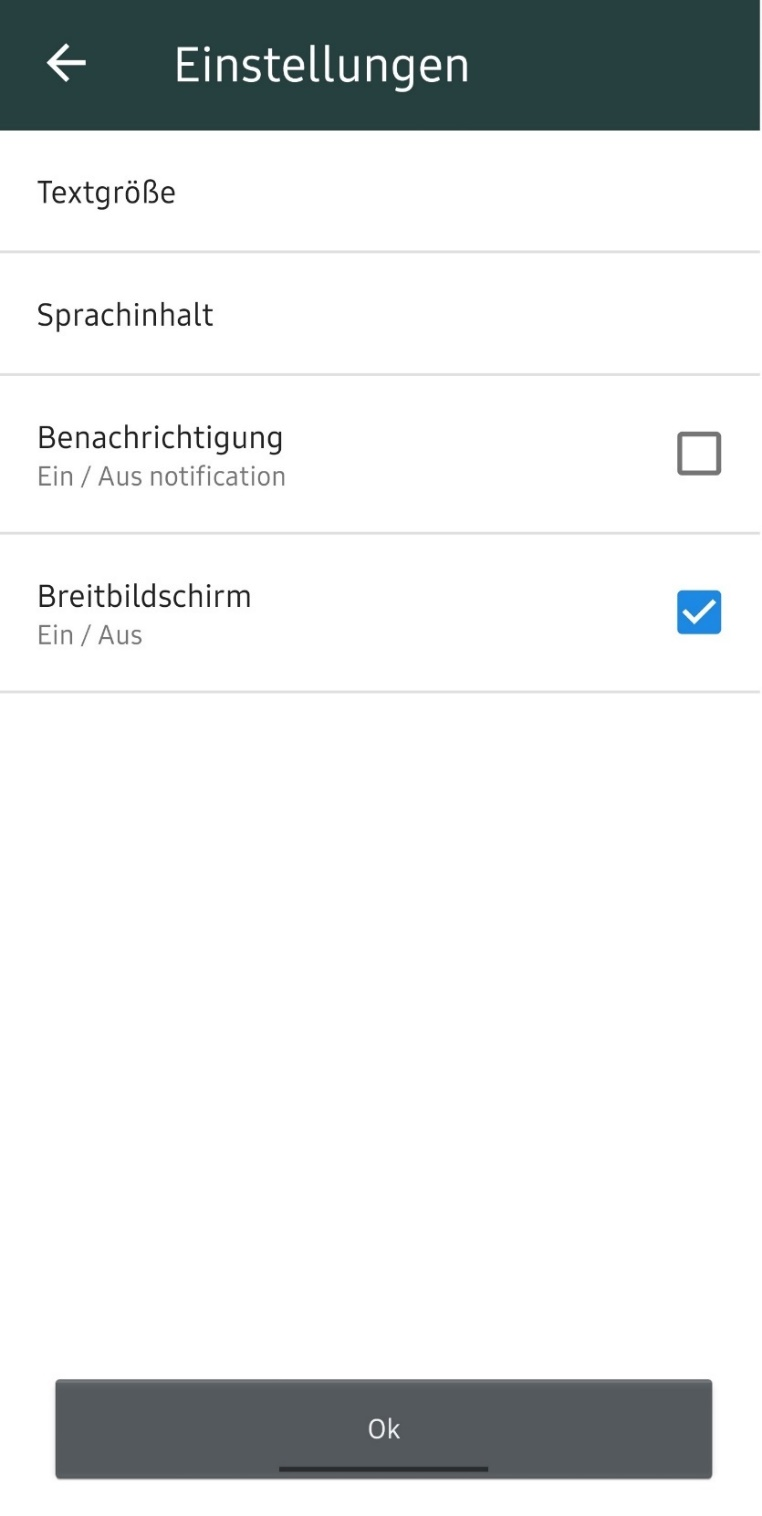 Einstellungen
Textgröße
Sprachinhalt
Benachrichtigung
Ein / Aus notification
Breitbildschirm
Ein / Aus
Ok